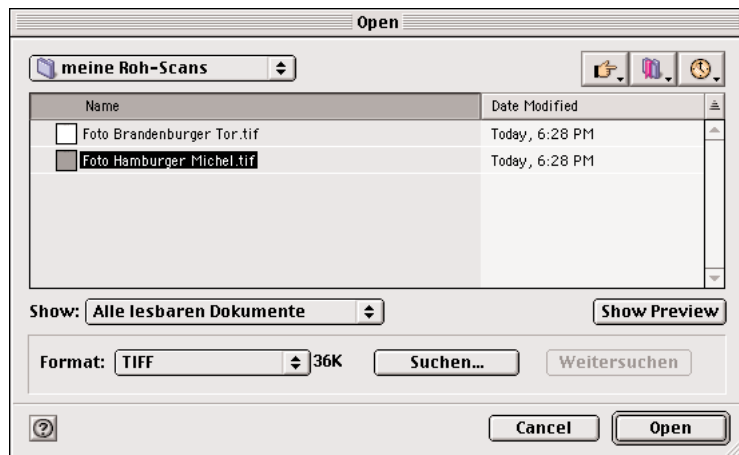 Open
meine Roh-Scans
Name Date Modified
Foto Brandenburger Tor.tif Today, 6:28 PM
Foto Hamburger Michel.tif Today, 6:28 PM
Show: Alle lesbaren Dokumente Show Preview
Format: TIFF 36K Suchen... Weitersuchen
? Cancel Open